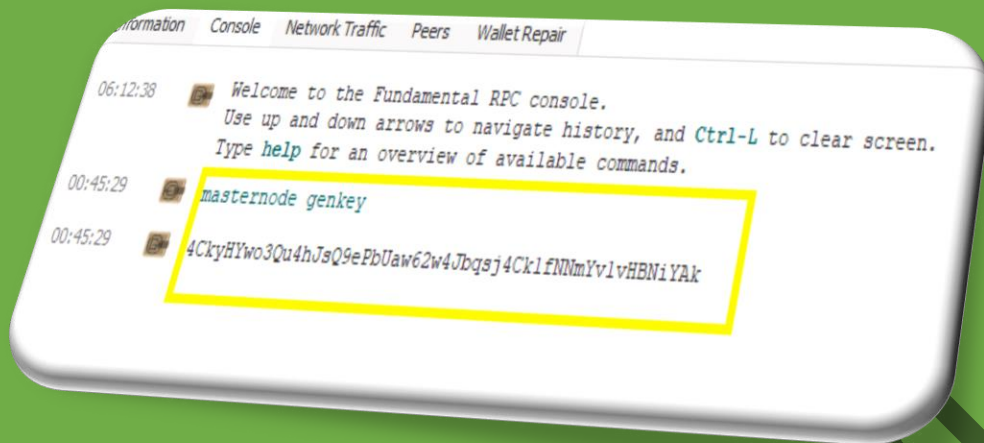 Information Console Network Traffic Peers Wallet Repair
06:12:38 Welcome to the Fundamental RPC console.
Use up and down arrows to navigate history, and Ctrl-L to clear screen.
Type help for an overview of available commands.
00:45:29 masternode genkey
00:45:29 4CkyHYwo3Qu4hJsQ9ePbUaw62w4Jbqsj4CklfNNmYvlvHBNiYAk